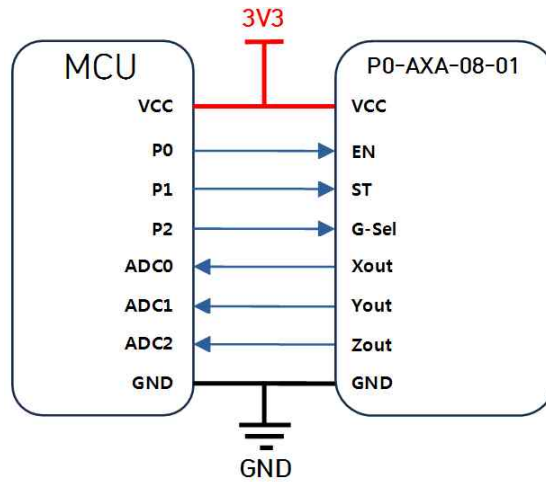 3V3
MCU
P0-AXA-08-01
VCC
VCC
P0
EN
P1
ST
P2
G-Sel
ADC0
Xout
ADC1
Yout
ADC2
Zout
GND
GND
GND